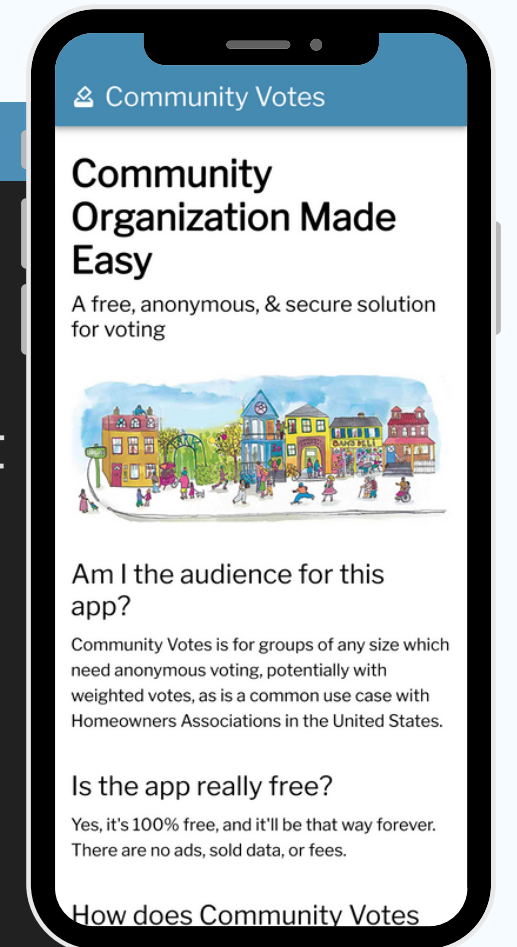 Community Votes
Community
Organization Made
Easy
A free, anonymous, & secure solution
for voting
Am I the audience for this
app?
Community Votes is for groups of any size which
need anonymous voting, potentially with
weighted votes, as is a common use case with
Homeowners Associations in the United States.
Is the app really free?
Yes, it's 100% free, and it'll be that way forever.
There are no ads, sold data, or fees.
How does Community Votes